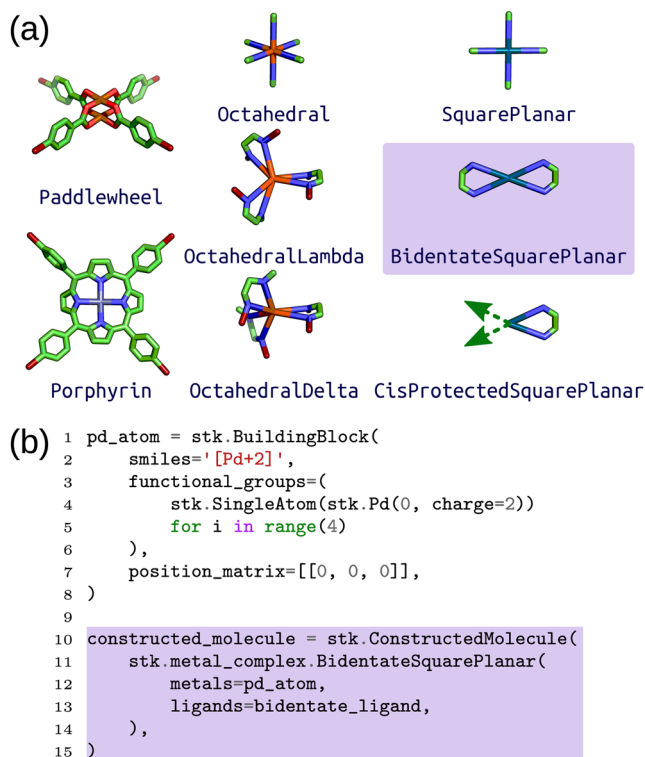 (a)
Octahedral
SquarePlanar
Paddlewheel
OctahedralLambda
BidentateSquarePlanar
Porphyrin
OctahedralDelta
CisProtectedSquarePlanar
(b)
1 pd_atom = stk.BuildingBlock(
2     smiles='[Pd+2]',
3     functional_groups=(
4         stk.SingleAtom(stk.Pd(0, charge=2))
5         for i in range(4)
6     ),
7     position_matrix=[[0, 0, 0]],
8 )
9
10 constructed_molecule = stk.ConstructedMolecule(
11     stk.metal_complex.BidentateSquarePlanar(
12         metals=pd_atom,
13         ligands=bidentate_ligand,
14     ),
15 )